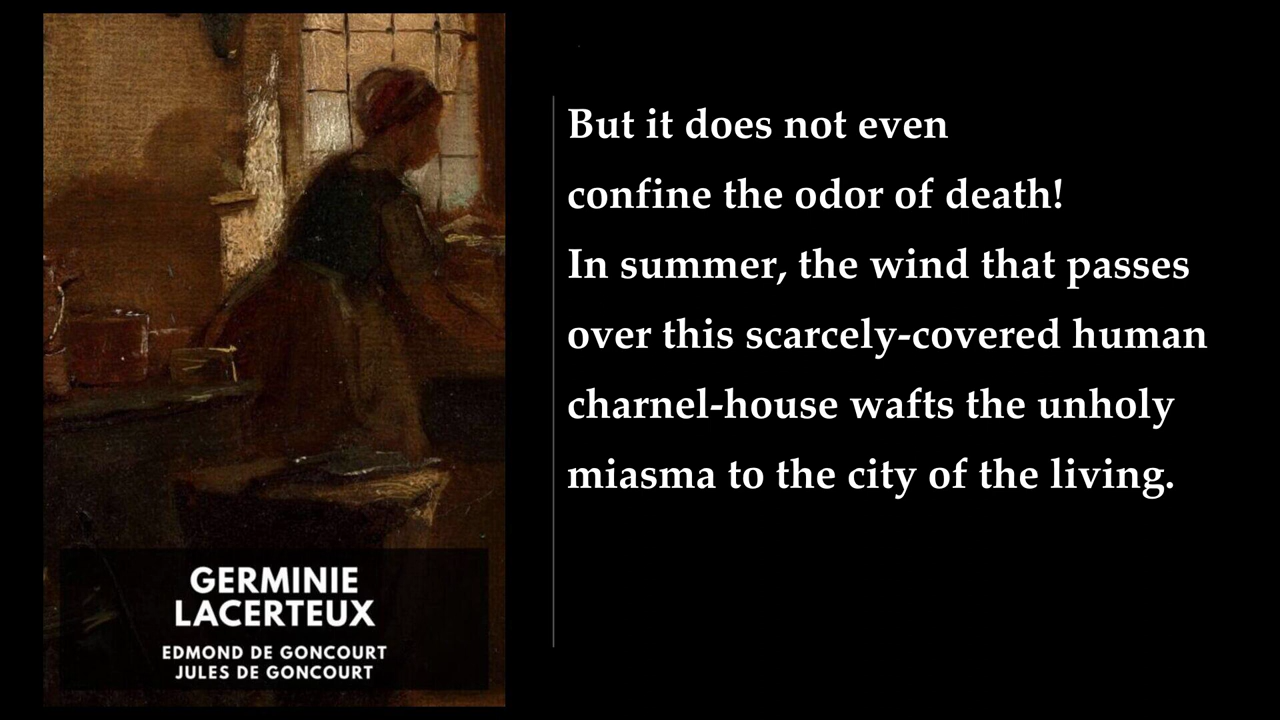 GERMINIE
LACERTEUX
EDMOND DE GONCOURT
JULES DE GONCOURT
But it does not even
confine the odor of death!
In summer, the wind that passes
over this scarcely-covered human
charnel-house wafts the unholy
miasma to the city of the living.